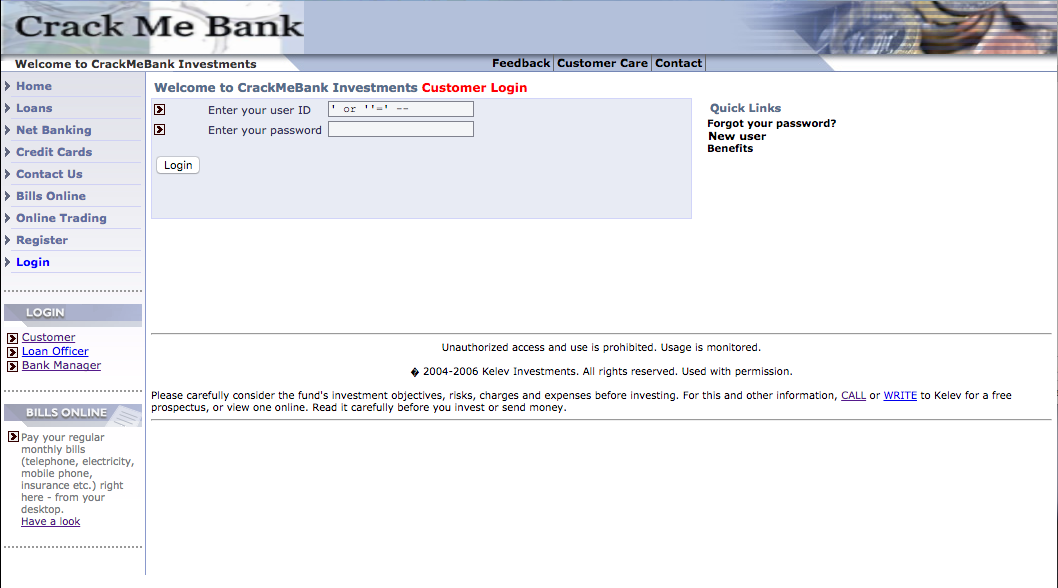 Crack Me Bank
Welcome to CrackMeBank Investments
Feedback Customer Care Contact
Home
Loans
Net Banking
Credit Cards
Contact Us
Bills Online
Online Trading
Register
Login
LOGIN
Customer
Loan Officer
Bank Manager
BILLS ONLINE
Pay your regular
monthly bills
(telephone, electricity,
mobile phone,
insurance etc.) right
here - from your
desktop.
Have a look
Welcome to CrackMeBank Investments Customer Login
Enter your user ID ' or ''=' --
Enter your password
Login
Quick Links
Forgot your password?
New user
Benefits
Unauthorized access and use is prohibited. Usage is monitored.
� 2004-2006 Kelev Investments. All rights reserved. Used with permission.
Please carefully consider the fund's investment objectives, risks, charges and expenses before investing. For this and other information, CALL or WRITE to Kelev for a free
prospectus, or view one online. Read it carefully before you invest or send money.